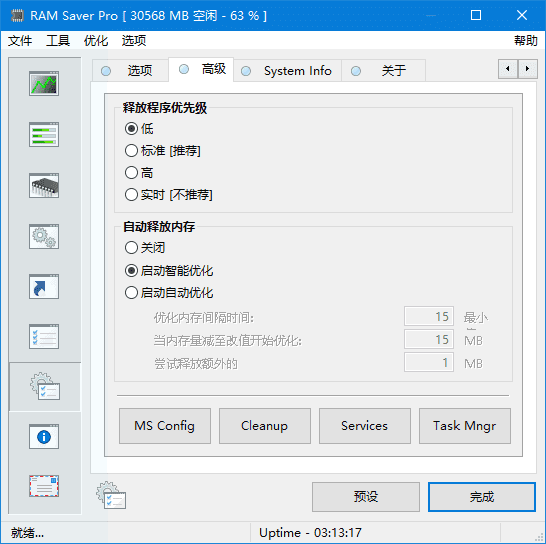 RAM Saver Pro [ 30568 MB 空闲 - 63 % ]
文件 工具 优化 选项 帮助
选项 高级 System Info 关于
释放程序优先级
低
标准 [推荐]
高
实时 [不推荐]
自动释放内存
关闭
启动智能优化
启动自动优化
优化内存间隔时间: 15 最小
当内存量减至改值开始优化: 15 MB
尝试释放额外的 1 MB
MS Config Cleanup Services Task Mngr
预设 完成
就绪... Uptime - 03:13:17